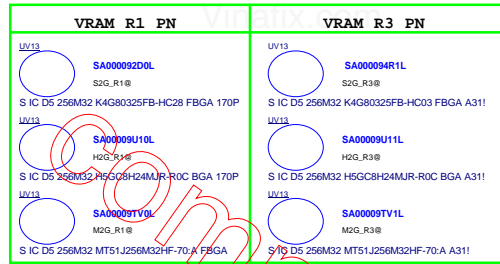 Vinafix.com
VRAM R1 PN
VRAM R3 PN
UV13
SA000092D0L
S2G_R1@
S IC D5 256M32 K4G80325FB-HC28 FBGA 170P
UV13
SA00009U10L
H2G_R1@
S IC D5 256M32 H5GC8H24MJR-R0C BGA 170P
UV13
SA00009TV0L
M2G_R1@
S IC D5 256M32 MT51J256M32HF-70:A FBGA
UV13
SA000094R1L
S2G_R3@
S IC D5 256M32 K4G80325FB-HC03 FBGA A31!
UV13
SA00009U11L
H2G_R3@
S IC D5 256M32 H5GC8H24MJR-R0C BGA A31!
UV13
SA00009TV1L
M2G_R3@
S IC D5 256M32 MT51J256M32HF-70:A A31!